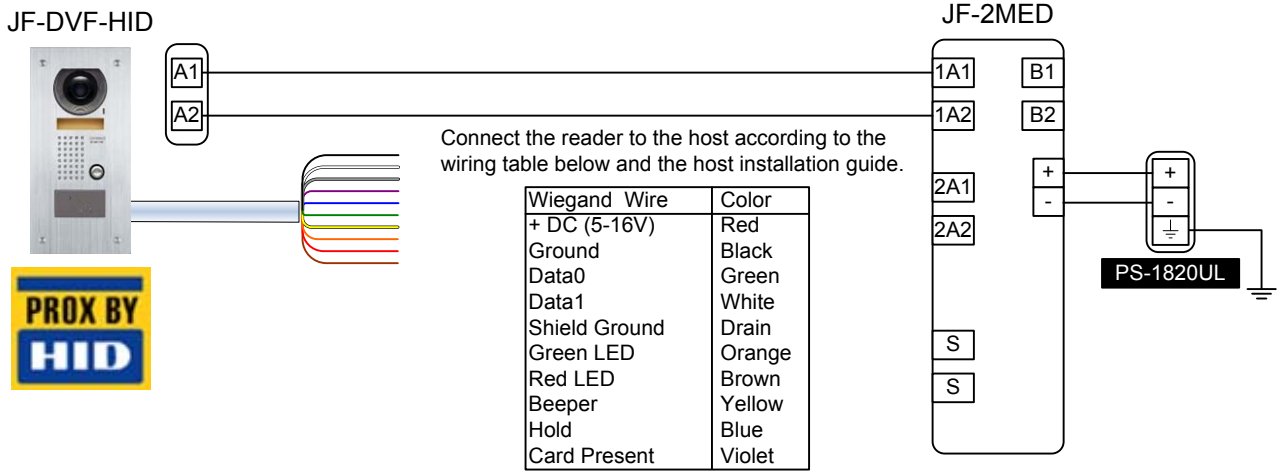 JF-DVF-HID
JF-2MED
A1
A2
1A1
B1
1A2
B2
Connect the reader to the host according to the
wiring table below and the host installation guide.
2A1
2A2
+
-
+
-
PS-1820UL
S
S
Wiegand Wire Color
+ DC (5-16V) Red
Ground Black
Data0 Green
Data1 White
Shield Ground Drain
Green LED Orange
Red LED Brown
Beeper Yellow
Hold Blue
Card Present Violet
PROX BY
HID